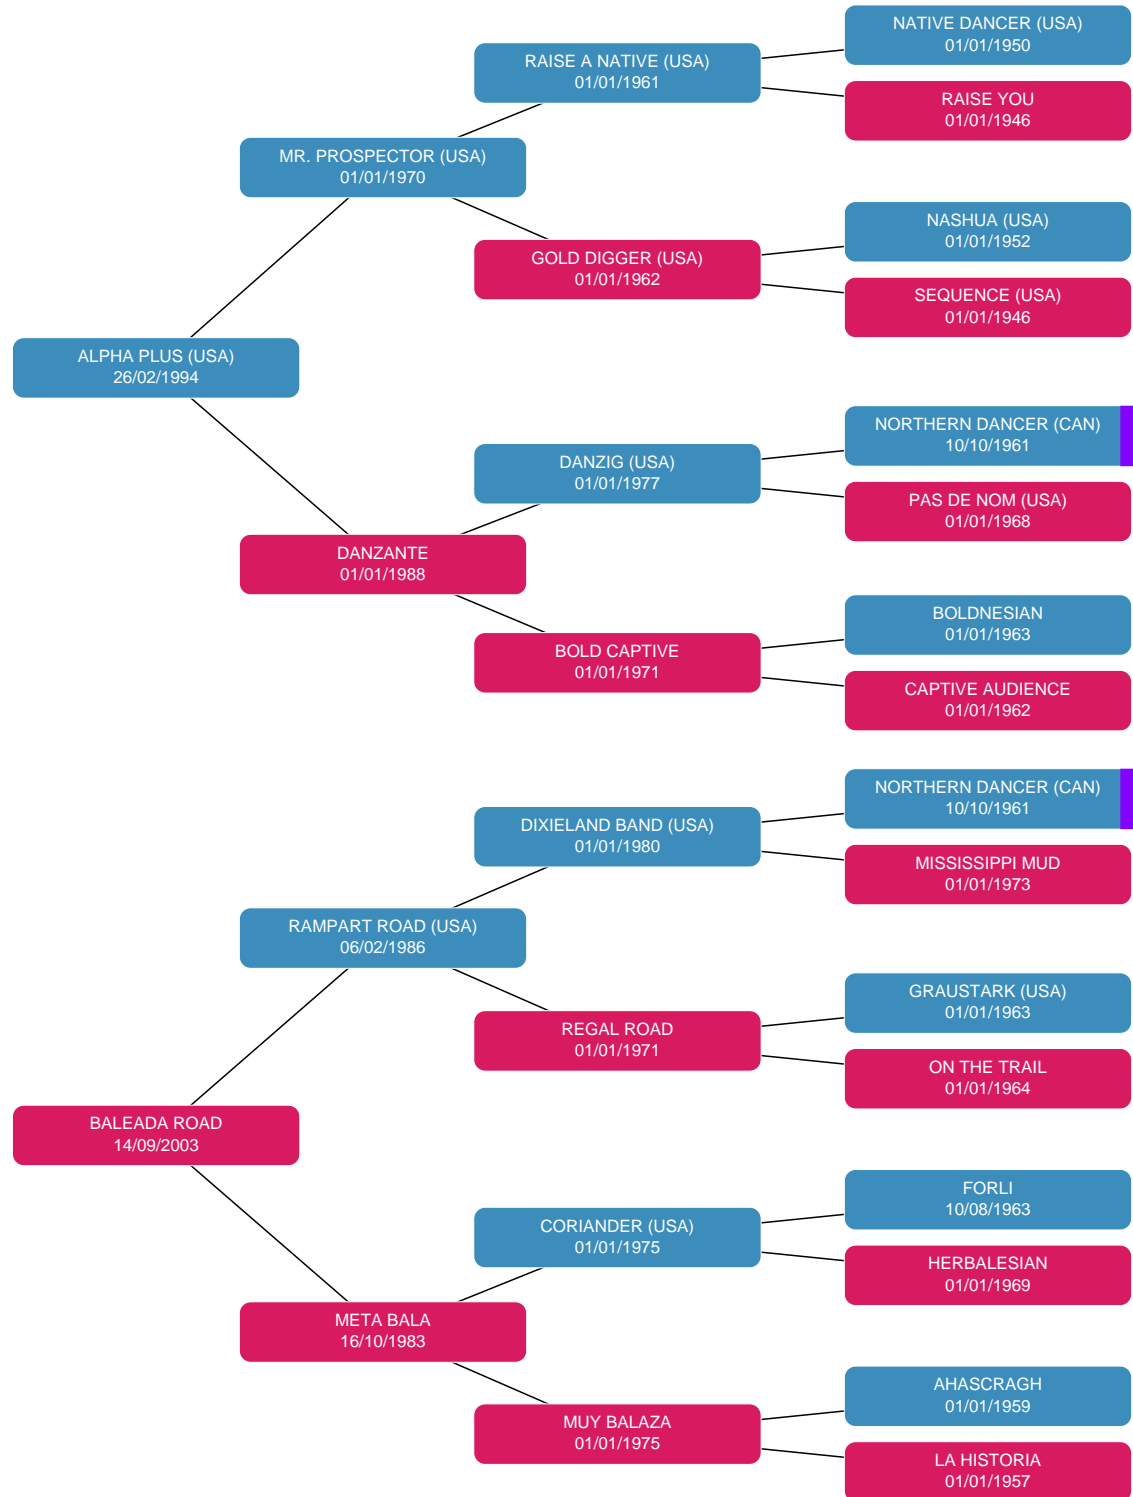 NATIVE DANCER (USA)
01/01/1950
RAISE A NATIVE (USA)
01/01/1961
RAISE YOU
01/01/1946
MR. PROSPECTOR (USA)
01/01/1970
NASHUA (USA)
01/01/1952
GOLD DIGGER (USA)
01/01/1962
SEQUENCE (USA)
01/01/1946
ALPHA PLUS (USA)
26/02/1994
NORTHERN DANCER (CAN)
10/10/1961
DANZIG (USA)
01/01/1977
PAS DE NOM (USA)
01/01/1968
DANZANTE
01/01/1988
BOLDNESIAN
01/01/1963
BOLD CAPTIVE
01/01/1971
CAPTIVE AUDIENCE
01/01/1962
NORTHERN DANCER (CAN)
10/10/1961
DIXIELAND BAND (USA)
01/01/1980
MISSISSIPPI MUD
01/01/1973
RAMPART ROAD (USA)
06/02/1986
GRAUSTARK (USA)
01/01/1963
REGAL ROAD
01/01/1971
ON THE TRAIL
01/01/1964
BALEADA ROAD
14/09/2003
FORLI
10/08/1963
CORIANDER (USA)
01/01/1975
HERBALESIAN
01/01/1969
META BALA
16/10/1983
AHASCRAGH
01/01/1959
MUY BALAZA
01/01/1975
LA HISTORIA
01/01/1957